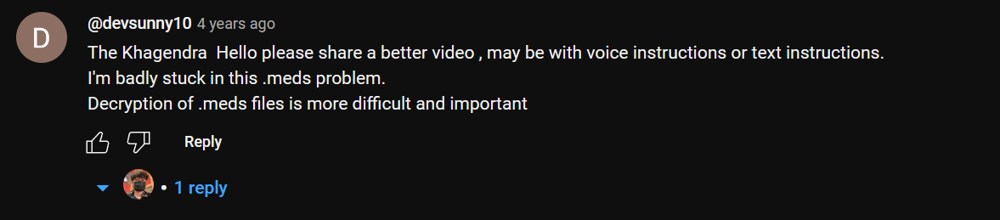 D
@devsunny10 4 years ago
The Khagendra  Hello please share a better video , may be with voice instructions or text instructions.
I'm badly stuck in this .meds problem.
Decryption of .meds files is more difficult and important
Reply
• 1 reply